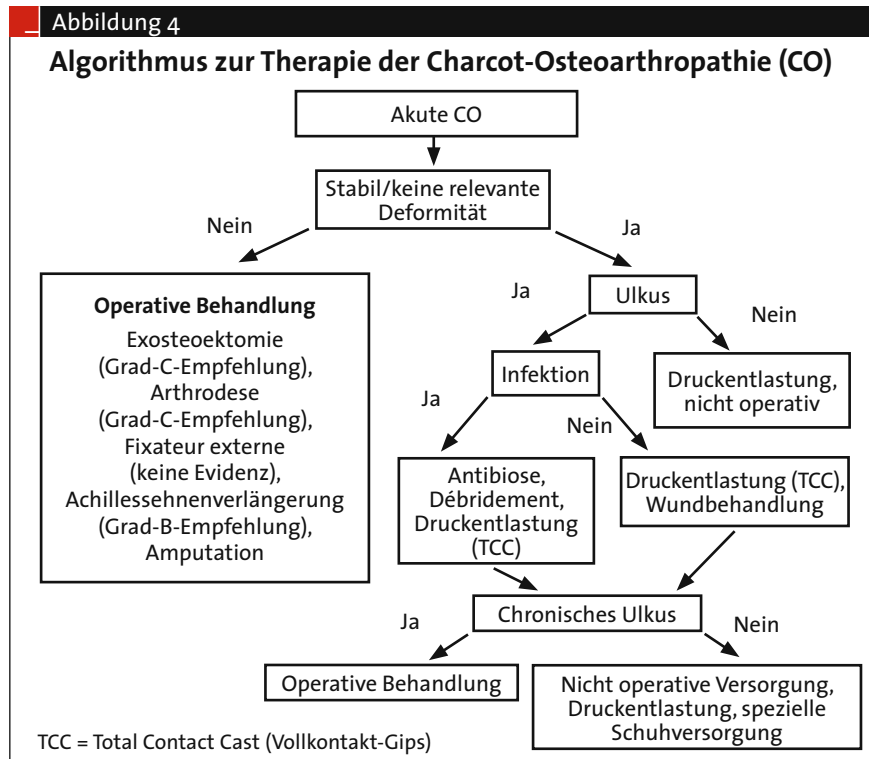 Abbildung 4
Algorithmus zur Therapie der Charcot-Osteoarthropathie (CO)
Akute CO
Stabil/keine relevante
Deformität
Nein
Ja
Operative Behandlung
Exosteoektomie
(Grad-C-Empfehlung),
Arthrodese
(Grad-C-Empfehlung),
Fixateur externe
(keine Evidenz),
Achillessehnenverlängerung
(Grad-B-Empfehlung),
Amputation
Ulkus
Ja
Nein
Infektion
Druckentlastung,
nicht operativ
Ja
Nein
Antibiose,
Débridement,
Druckentlastung
(TCC)
Druckentlastung (TCC),
Wundbehandlung
Chronisches Ulkus
Ja
Nein
Operative Behandlung
Nicht operative Versorgung,
Druckentlastung, spezielle
Schuhversorgung
TCC = Total Contact Cast (Vollkontakt-Gips)